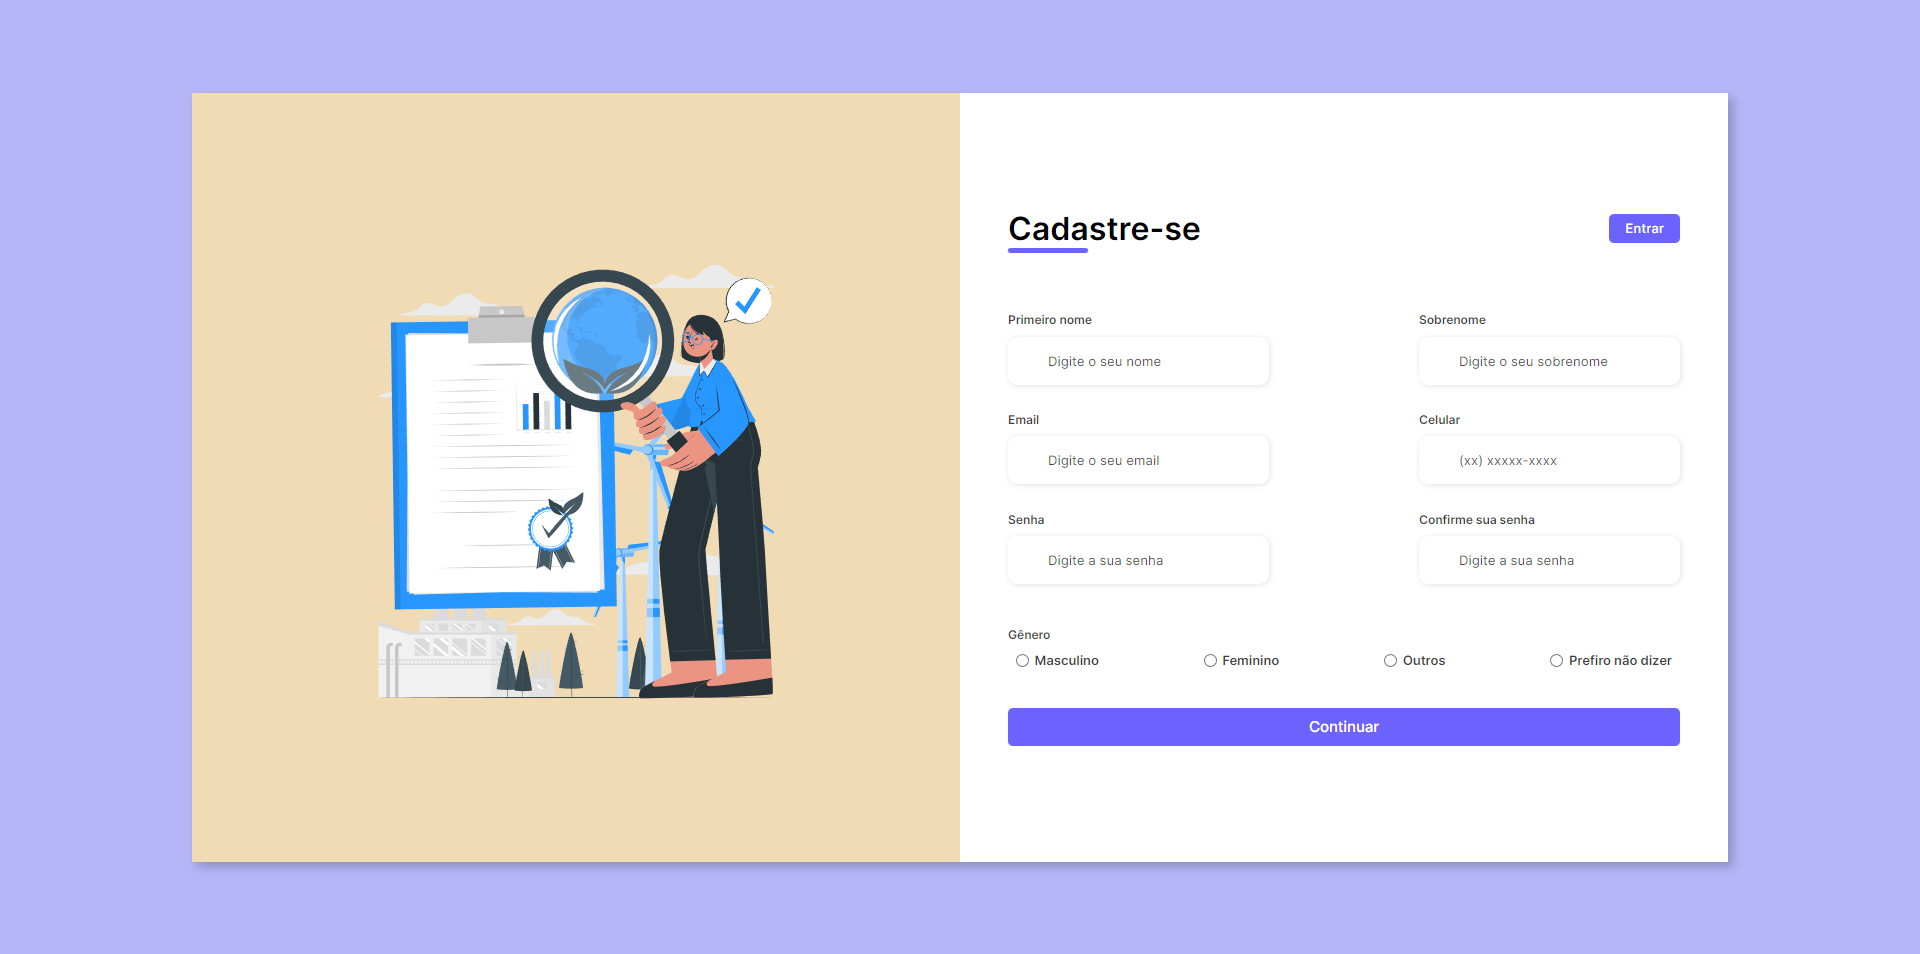 Cadastre-se
Entrar
Primeiro nome
Sobrenome
Digite o seu nome
Digite o seu sobrenome
Email
Celular
Digite o seu email
(xx) xxxxx-xxxx
Senha
Confirme sua senha
Digite a sua senha
Digite a sua senha
Gênero
Masculino
Feminino
Outros
Prefiro não dizer
Continuar